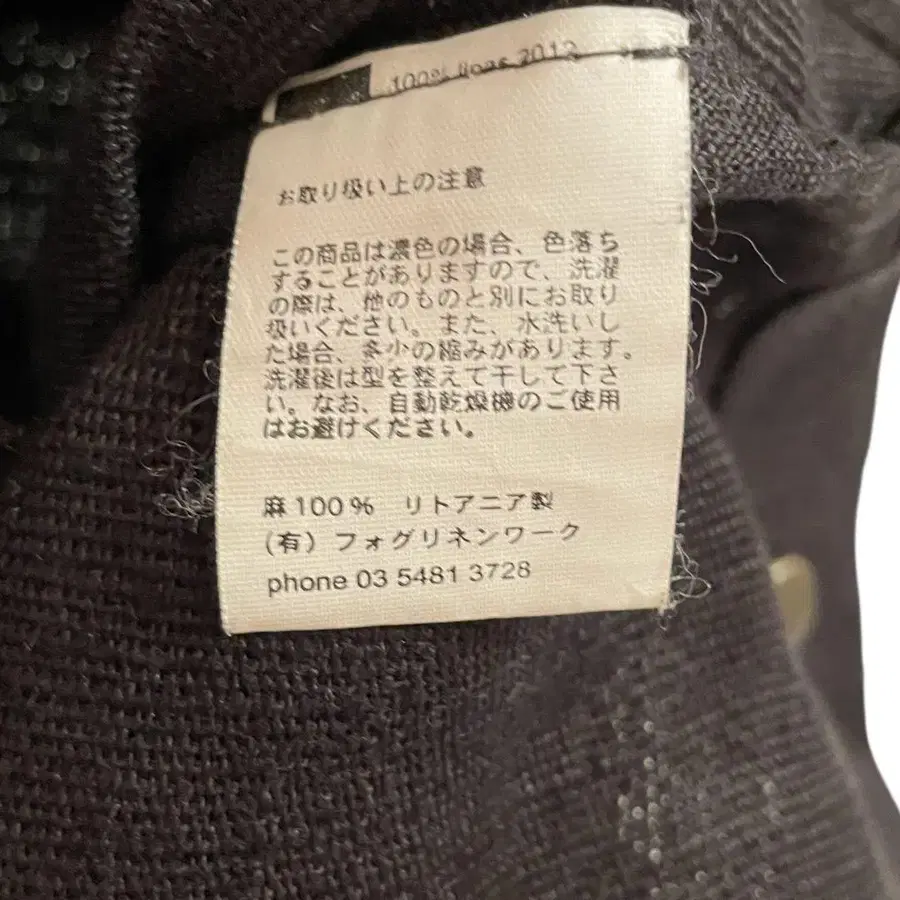 100% linas 2012
お取り扱い上の注意
この商品は濃色の場合、色落ち
することがありますので、洗濯
の際は、他のものと別にお取り
扱いください。また、水洗いし
た場合、多少の縮みがあります。
洗濯後は型を整えて干して下さ
い。なお、自動乾燥機のご使用
はお避けください。
麻100% リトアニア製
(有) フォグリネンワーク
phone 03 5481 3728